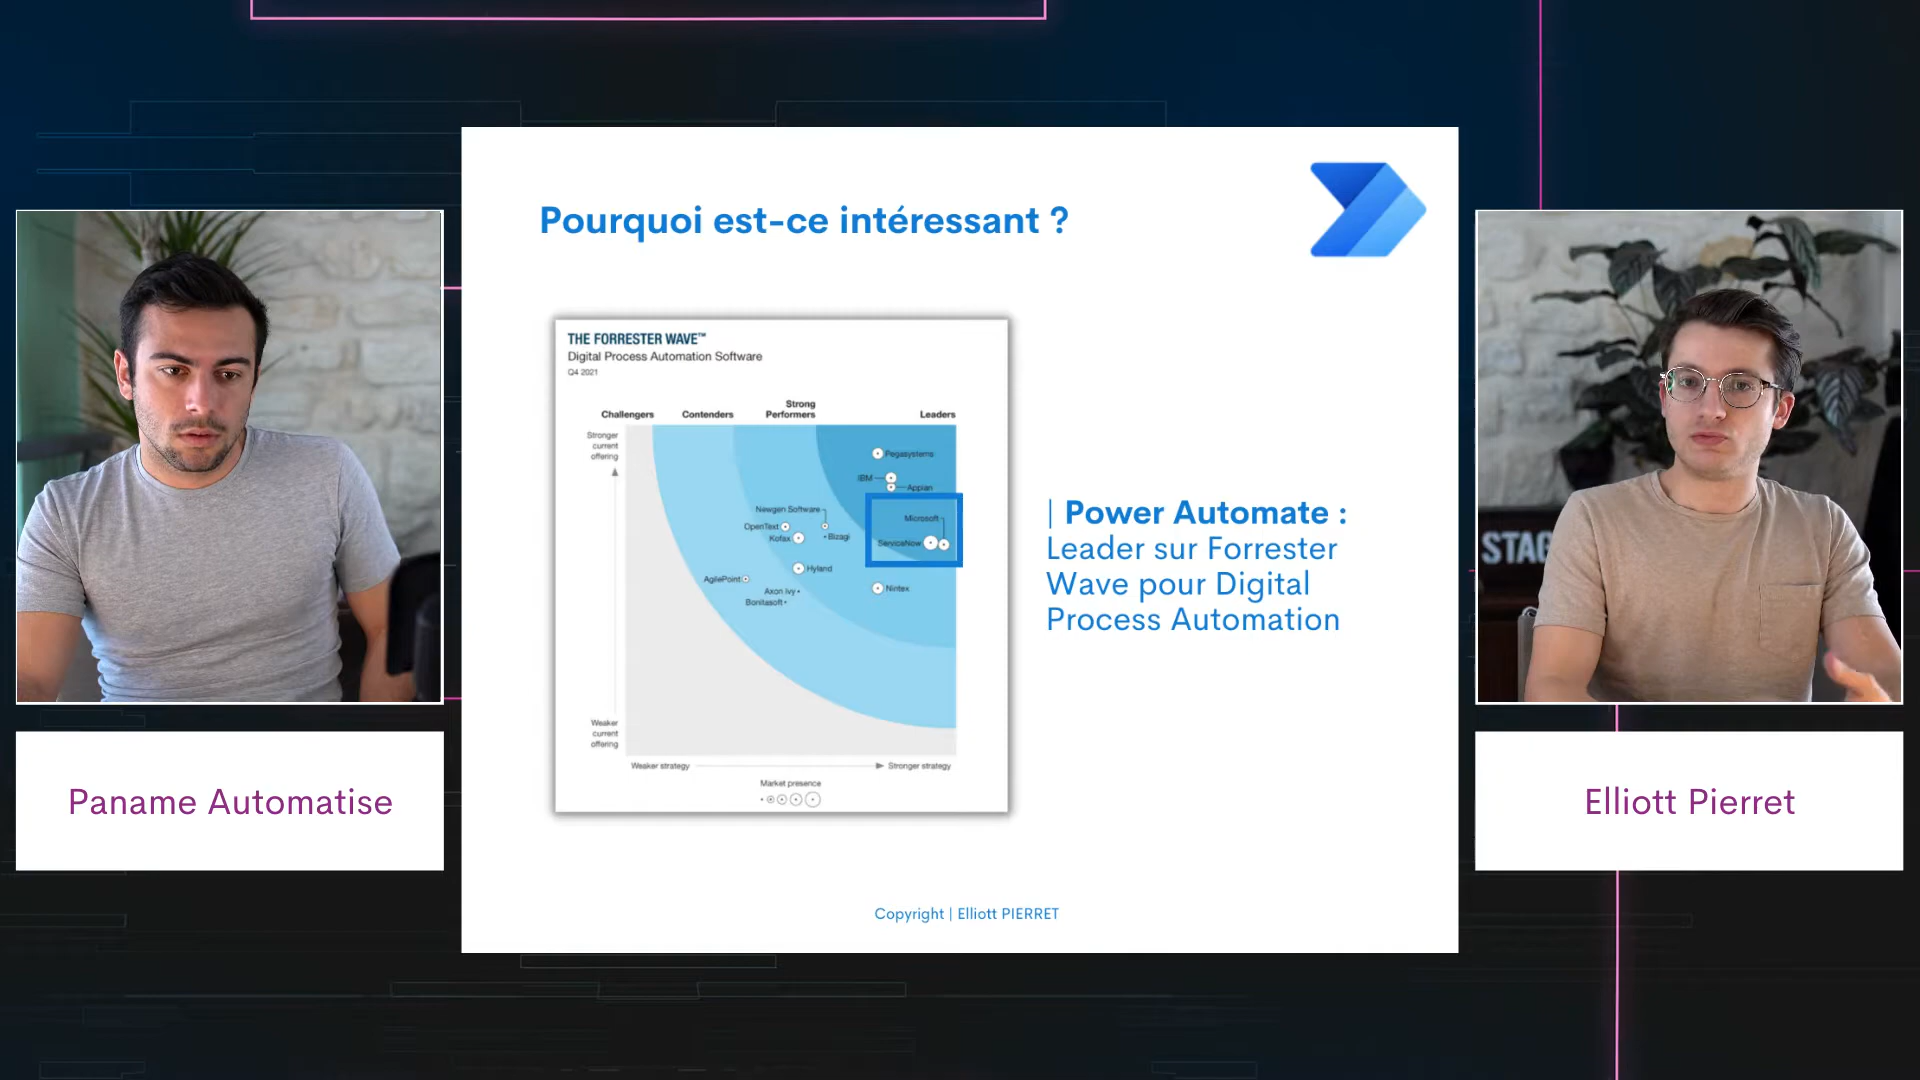 Pourquoi est-ce intéressant ?
THE FORRESTER WAVE™
Digital Process Automation Software
Q4 2021
Challengers
Contenders
Strong
Performers
Leaders
Stronger
current
offering
Pegasystems
IBM
Appian
Newgen Software
Microsoft
OpenText
Kofax
Bizagi
ServiceNow
Hyland
AgilePoint
Axon Ivy
Nintex
Bonitasoft
Weaker
current
offering
Weaker strategy
Stronger strategy
Market presence
| Power Automate :
Leader sur Forrester
Wave pour Digital
Process Automation
STAG
Paname Automatise
Elliott Pierret
Copyright | Elliott PIERRET